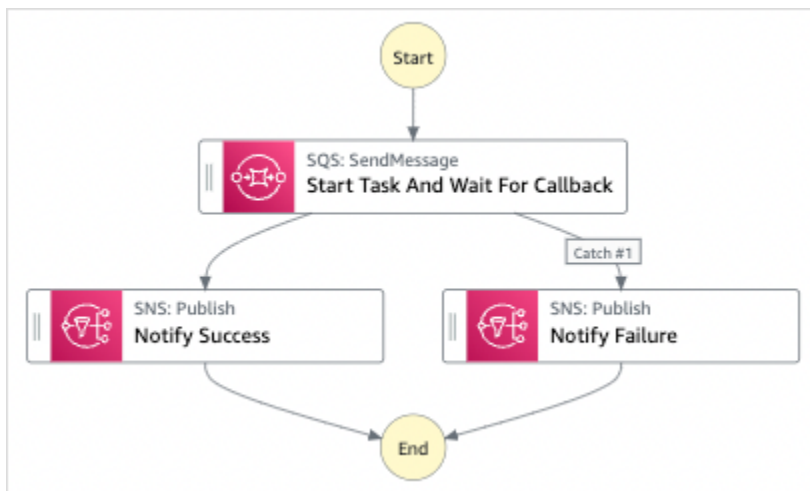 Start
SQS: SendMessage
Start Task And Wait For Callback
Catch #1
SNS: Publish
Notify Success
SNS: Publish
Notify Failure
End